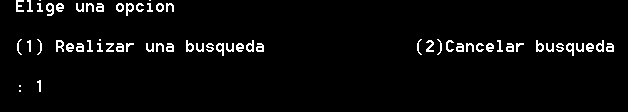 Elige una opcion
(1) Realizar una busqueda (2)Cancelar busqueda
: 1